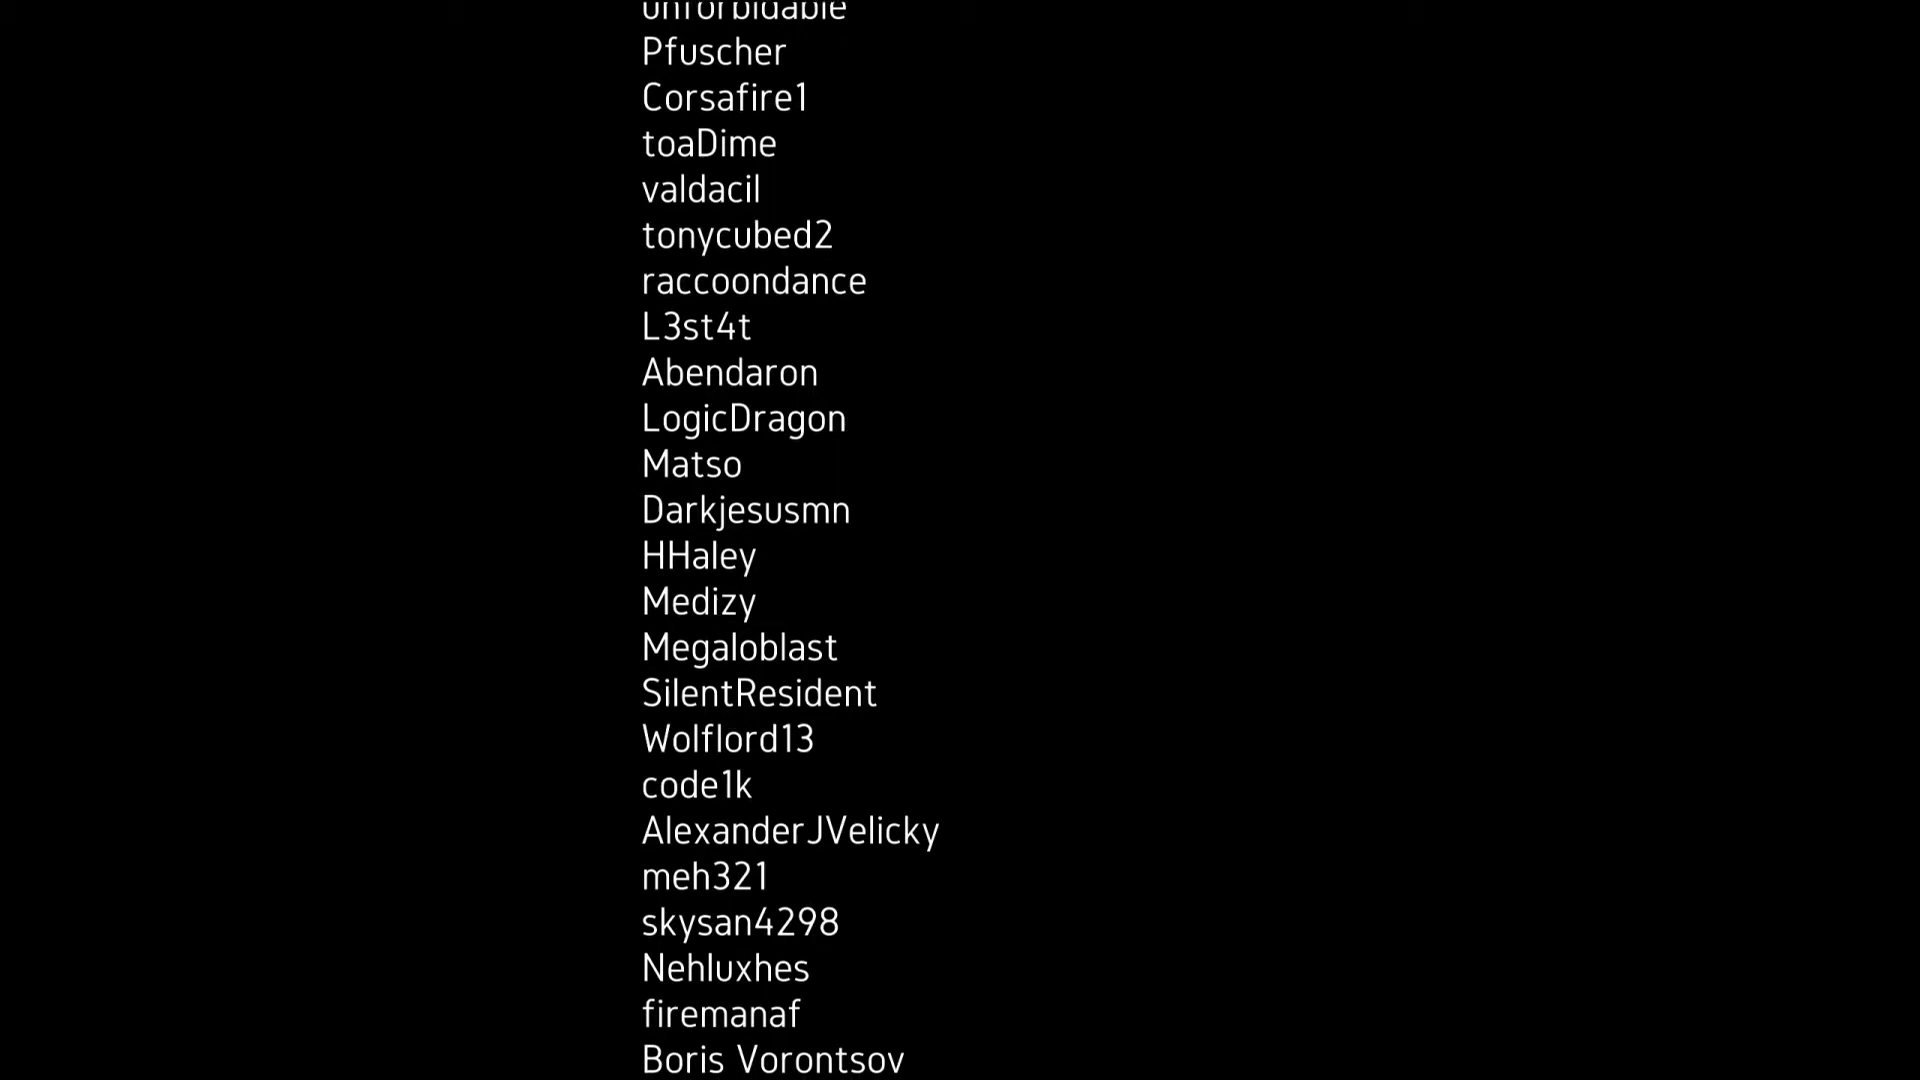 unforbidable
Pfuscher
Corsafire1
toaDime
valdacil
tonycubed2
raccoondance
L3st4t
Abendaron
LogicDragon
Matso
Darkjesusmn
HHaley
Medizy
Megaloblast
SilentResident
Wolflord13
code1k
AlexanderJVelicky
meh321
skysan4298
Nehluxhes
firemanaf
Boris Vorontsov